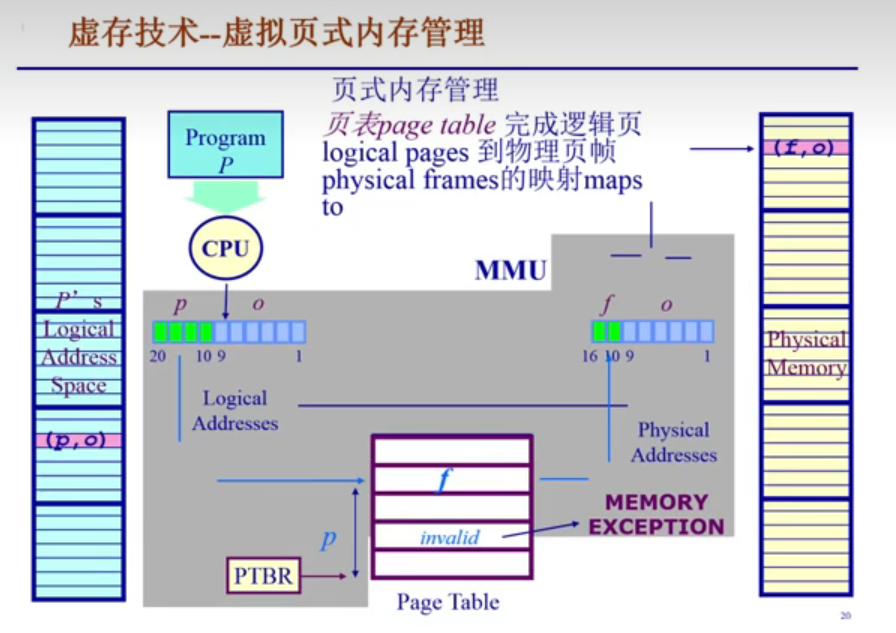 虚存技术--虚拟页式内存管理
页式内存管理
页表page table 完成逻辑页
logical pages 到物理页帧
physical frames的映射maps
to
Program
P
CPU
MMU
(f,o)
p o
20 10 9 1
f o
16 10 9 1
P’s
Logical
Address
Space
(p,o)
Logical
Addresses
Physical
Addresses
Physical
Memory
f
p
invalid
MEMORY
EXCEPTION
PTBR
Page Table
20